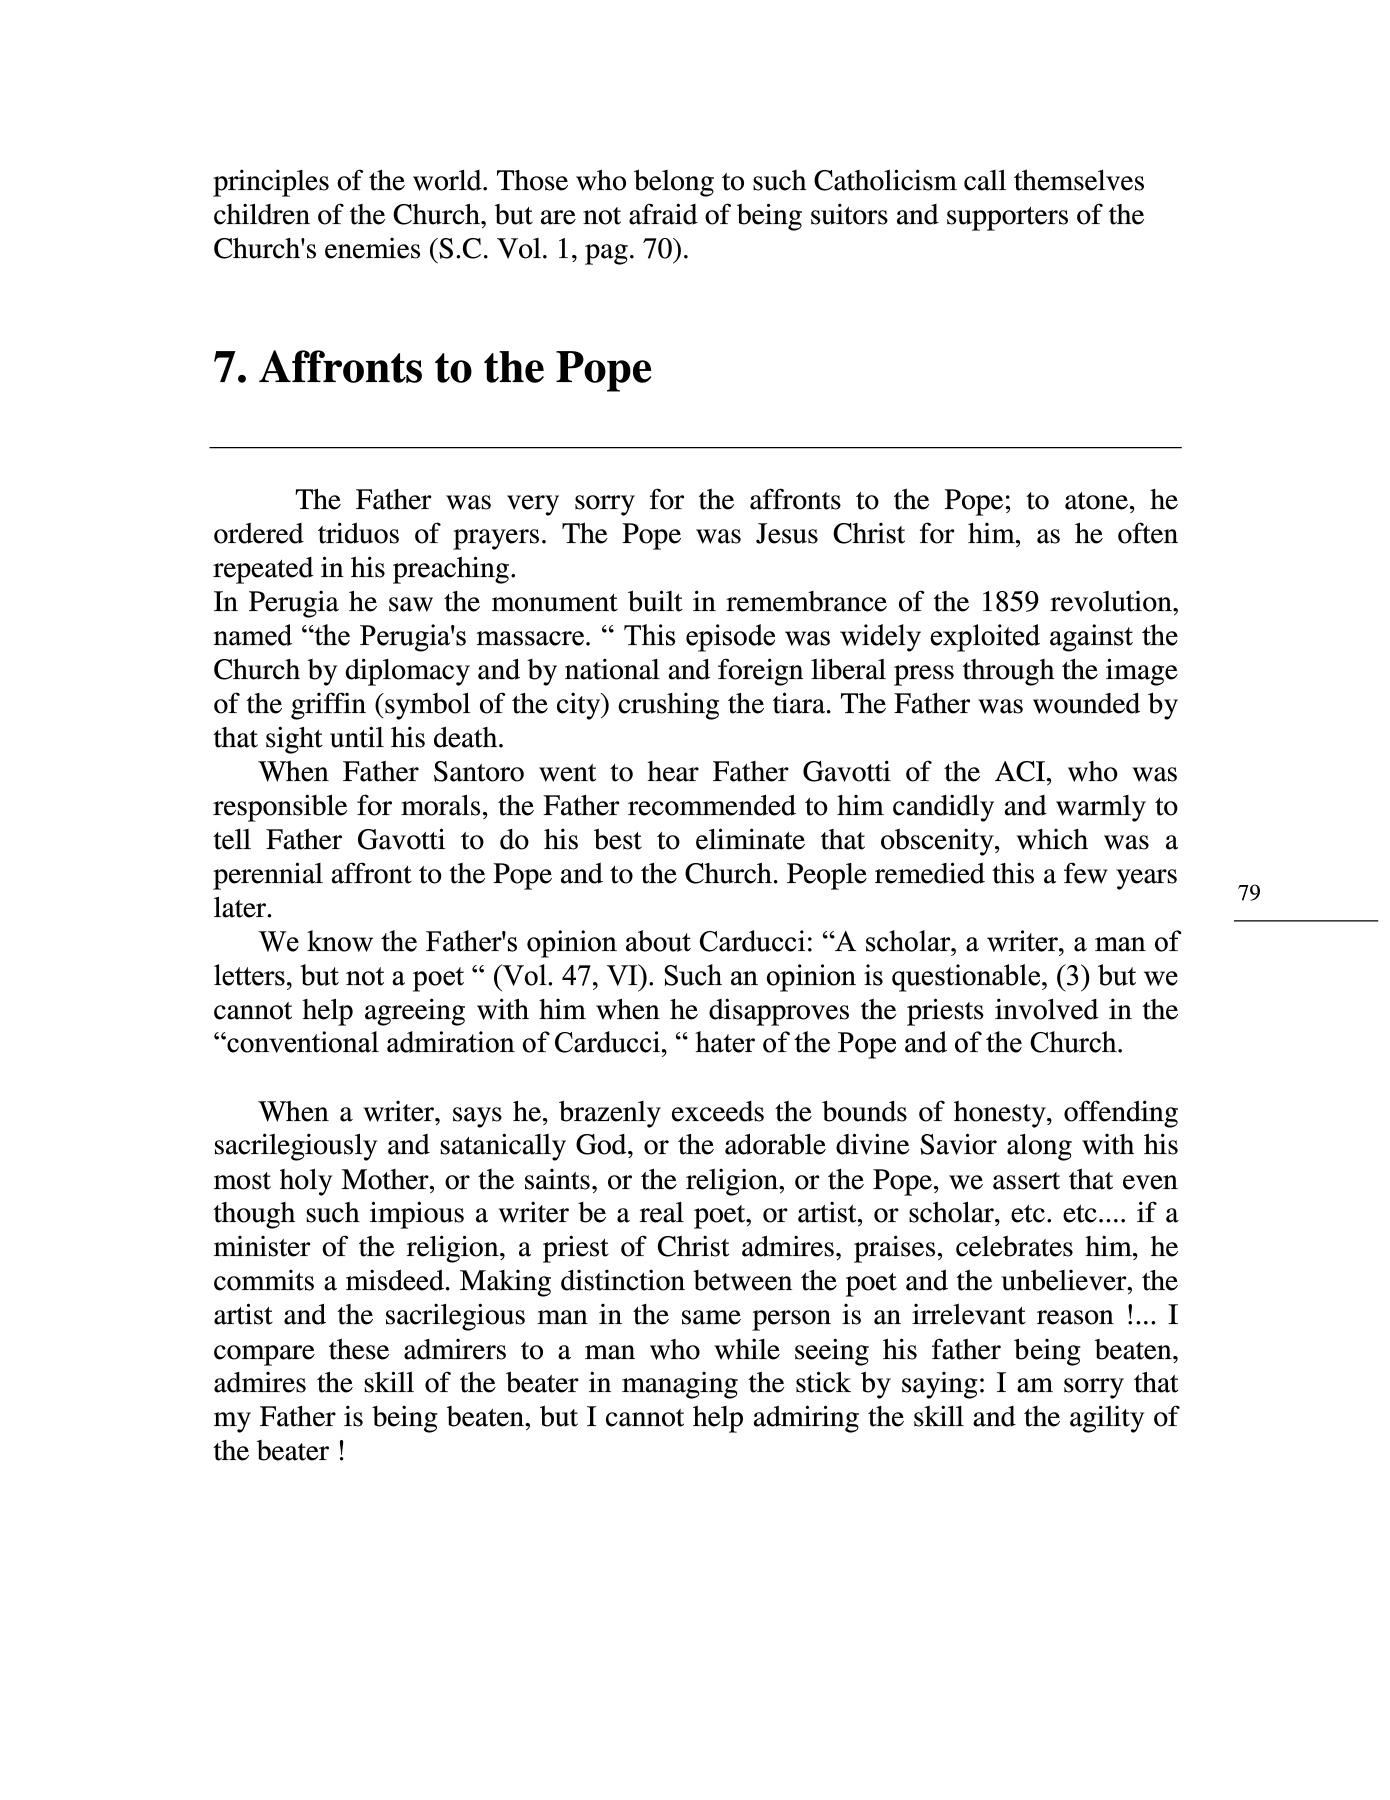 principles of the world. Those who belong to such Catholicism call themselves
children of the Church, but are not afraid of being suitors and supporters of the
Church's enemies (S.C. Vol. 1, pag. 70).
7. Affronts to the Pope
The Father was very sorry for the affronts to the Pope; to atone, he
ordered triduos of prayers. The Pope was Jesus Christ for him, as he often
repeated in his preaching.
In Perugia he saw the monument built in remembrance of the 1859 revolution,
named “the Perugia's massacre. “ This episode was widely exploited against the
Church by diplomacy and by national and foreign liberal press through the image
of the griffin (symbol of the city) crushing the tiara. The Father was wounded by
that sight until his death.
When Father Santoro went to hear Father Gavotti of the ACI, who was
responsible for morals, the Father recommended to him candidly and warmly to
tell Father Gavotti to do his best to eliminate that obscenity, which was a
perennial affront to the Pope and to the Church. People remedied this a few years
later.
79
We know the Father's opinion about Carducci: “A scholar, a writer, a man of
letters, but not a poet “ (Vol. 47, VI). Such an opinion is questionable, (3) but we
cannot help agreeing with him when he disapproves the priests involved in the
“conventional admiration of Carducci, “ hater of the Pope and of the Church.
When a writer, says he, brazenly exceeds the bounds of honesty, offending
sacrilegiously and satanically God, or the adorable divine Savior along with his
most holy Mother, or the saints, or the religion, or the Pope, we assert that even
though such impious a writer be a real poet, or artist, or scholar, etc. etc.... if a
minister of the religion, a priest of Christ admires, praises, celebrates him, he
commits a misdeed. Making distinction between the poet and the unbeliever, the
artist and the sacrilegious man in the same person is an irrelevant reason !... I
compare these admirers to a man who while seeing his father being beaten,
admires the skill of the beater in managing the stick by saying: I am sorry that
my Father is being beaten, but I cannot help admiring the skill and the agility of
the beater !